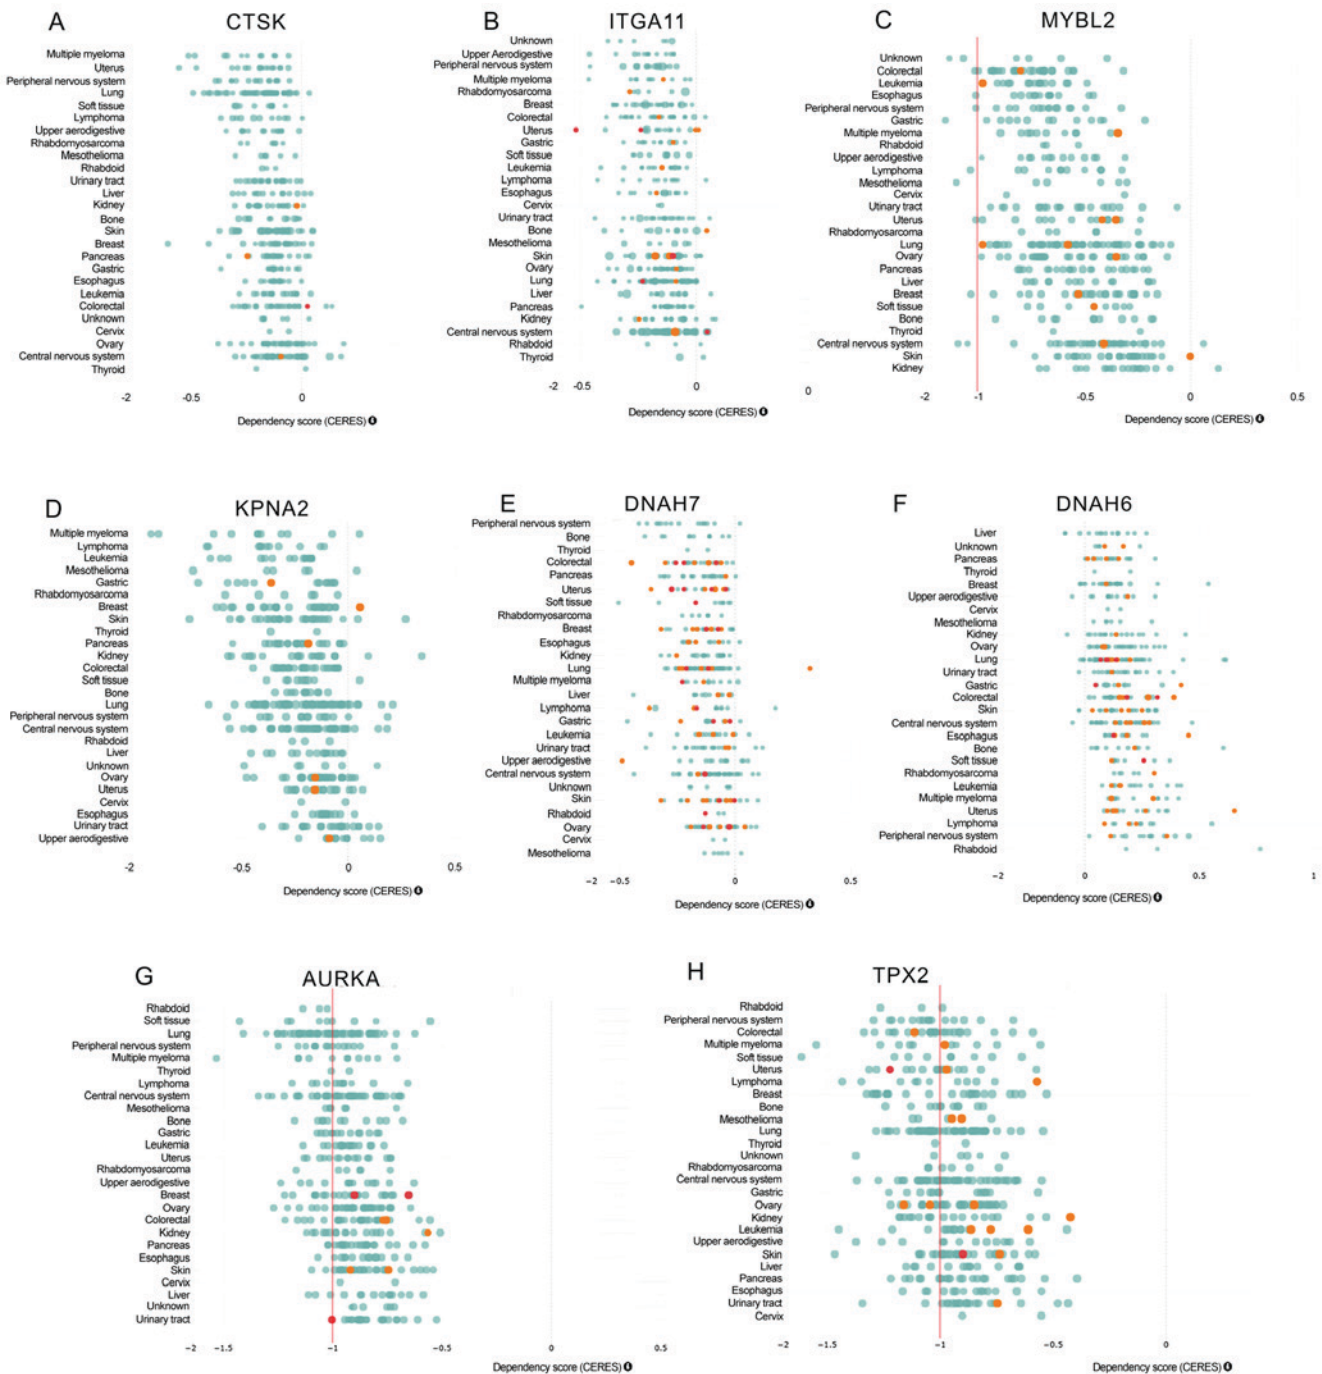 A
CTSK
Multiple myeloma
Uterus
Peripheral nervous system
Lung
Soft tissue
Lymphoma
Upper aerodigestive
Rhabdomyosarcoma
Mesothelioma
Rhabdoid
Urinary tract
Liver
Kidney
Bone
Skin
Breast
Pancreas
Gastric
Esophagus
Leukemia
Colorectal
Unknown
Cervix
Ovary
Central nervous system
Thyroid
-2 -0.5 0
Dependency score (CERES)
B
ITGA11
Unknown
Upper Aerodigestive
Peripheral nervous system
Multiple myeloma
Rhabdomyosarcoma
Breast
Colorectal
Uterus
Gastric
Soft tissue
Leukemia
Lymphoma
Esophagus
Cervix
Urinary tract
Bone
Mesothelioma
Skin
Ovary
Lung
Liver
Pancreas
Kidney
Central nervous system
Rhabdoid
Thyroid
-2 -0.5 0
Dependency score (CERES)
C
MYBL2
Unknown
Colorectal
Leukemia
Esophagus
Peripheral nervous system
Gastric
Multiple myeloma
Rhabdoid
Upper aerodigestive
Lymphoma
Mesothelioma
Cervix
Utinary tract
Uterus
Rhabdomyosarcoma
Lung
Ovary
Pancreas
Liver
Breast
Soft tissue
Bone
Thyroid
Central nervous system
Skin
Kidney
0 -2 -1 -0.5 0 0.5
Dependency score (CERES)
D
KPNA2
Multiple myeloma
Lymphoma
Leukemia
Mesothelioma
Gastric
Rhabdomyosarcoma
Breast
Skin
Thyroid
Pancreas
Kidney
Colorectal
Soft tissue
Bone
Lung
Peripheral nervous system
Central nervous system
Rhabdoid
Liver
Unknown
Ovary
Uterus
Cervix
Esophagus
Urinary tract
Upper aerodigestive
-2 -0.5 0 0.5
Dependency score (CERES)
E
DNAH7
Peripheral nervous system
Bone
Thyroid
Colorectal
Pancreas
Uterus
Soft tissue
Rhabdomyosarcoma
Breast
Esophagus
Kidney
Lung
Multiple myeloma
Liver
Lymphoma
Gastric
Leukemia
Urinary tract
Upper aerodigestive
Central nervous system
Unknown
Skin
Rhabdoid
Ovary
Cervix
Mesothelioma
−2 −0.5 0 0.5
Dependency score (CERES)
F
DNAH6
Liver
Unknown
Pancreas
Thyroid
Breast
Upper aerodigestive
Cervix
Mesothelioma
Kidney
Ovary
Lung
Urinary tract
Gastric
Colorectal
Skin
Central nervous system
Esophagus
Bone
Soft tissue
Rhabdomyosarcoma
Leukemia
Multiple myeloma
Uterus
Lymphoma
Peripheral nervous system
Rhabdoid
−2 0 0.5 1
Dependency score (CERES)
G
AURKA
Rhabdoid
Soft tissue
Lung
Peripheral nervous system
Multiple myeloma
Thyroid
Lymphoma
Central nervous system
Mesothelioma
Bone
Gastric
Leukemia
Uterus
Rhabdomyosarcoma
Upper aerodigestive
Breast
Ovary
Colorectal
Kidney
Pancreas
Esophagus
Skin
Cervix
Liver
Unknown
Urinary tract
−2 −1.5 −1 −0.5 0 0.5
Dependency score (CERES)
H
TPX2
Rhabdoid
Peripheral nervous system
Colorectal
Multiple myeloma
Soft tissue
Uterus
Lymphoma
Breast
Bone
Mesothelioma
Lung
Thyroid
Unknown
Rhabdomyosarcoma
Central nervous system
Gastric
Ovary
Kidney
Leukemia
Upper aerodigestive
Skin
Liver
Pancreas
Esophagus
Urinary tract
Cervix
−2 −1.5 −1 −0.5 0
Dependency score (CERES)